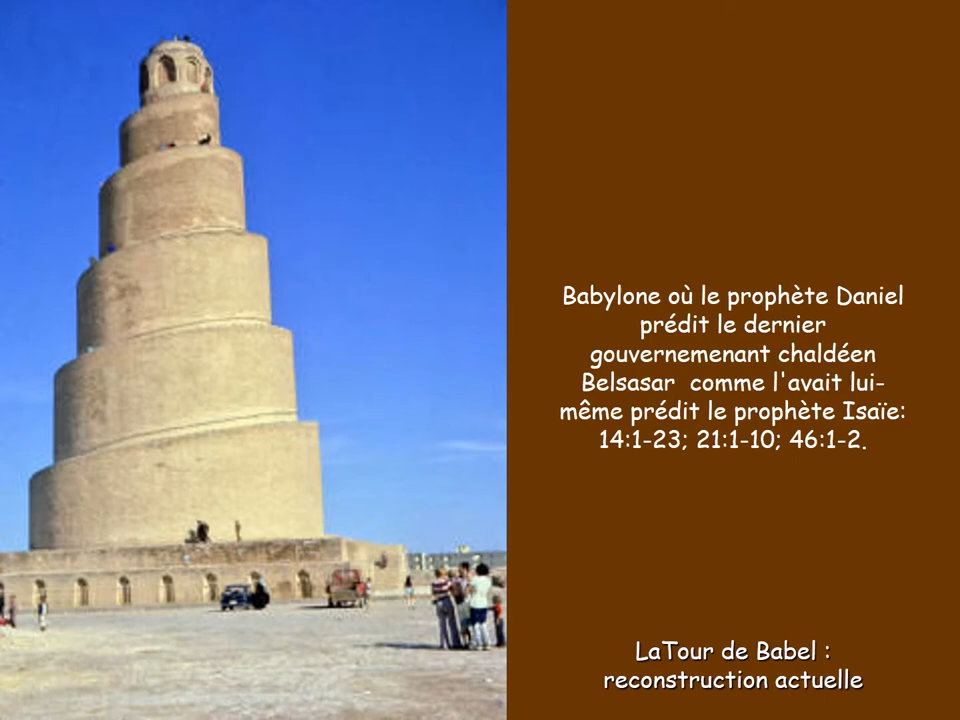 Babylone où le prophète Daniel
prédit le dernier
gouvernemenant chaldéen
Belsasar  comme l'avait lui-
même prédit le prophète Isaïe:
14:1-23; 21:1-10; 46:1-2.
LaTour de Babel :
reconstruction actuelle